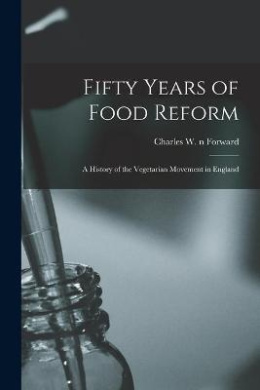 Fifty Years of
Food Reform
Charles W. n Forward
A History of the Vegetarian Movement in England